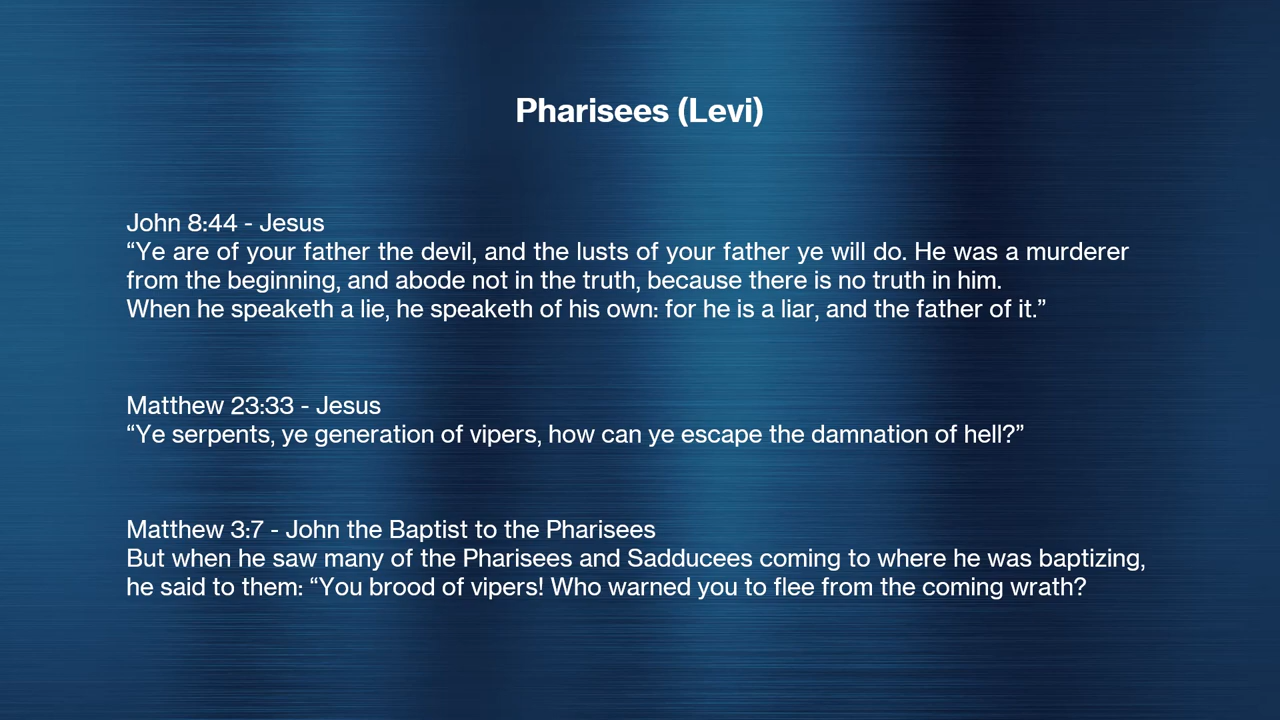 Pharisees (Levi)
John 8:44 - Jesus
“Ye are of your father the devil, and the lusts of your father ye will do. He was a murderer
from the beginning, and abode not in the truth, because there is no truth in him.
When he speaketh a lie, he speaketh of his own: for he is a liar, and the father of it.”
Matthew 23:33 - Jesus
“Ye serpents, ye generation of vipers, how can ye escape the damnation of hell?”
Matthew 3:7 - John the Baptist to the Pharisees
But when he saw many of the Pharisees and Sadducees coming to where he was baptizing,
he said to them: “You brood of vipers! Who warned you to flee from the coming wrath?